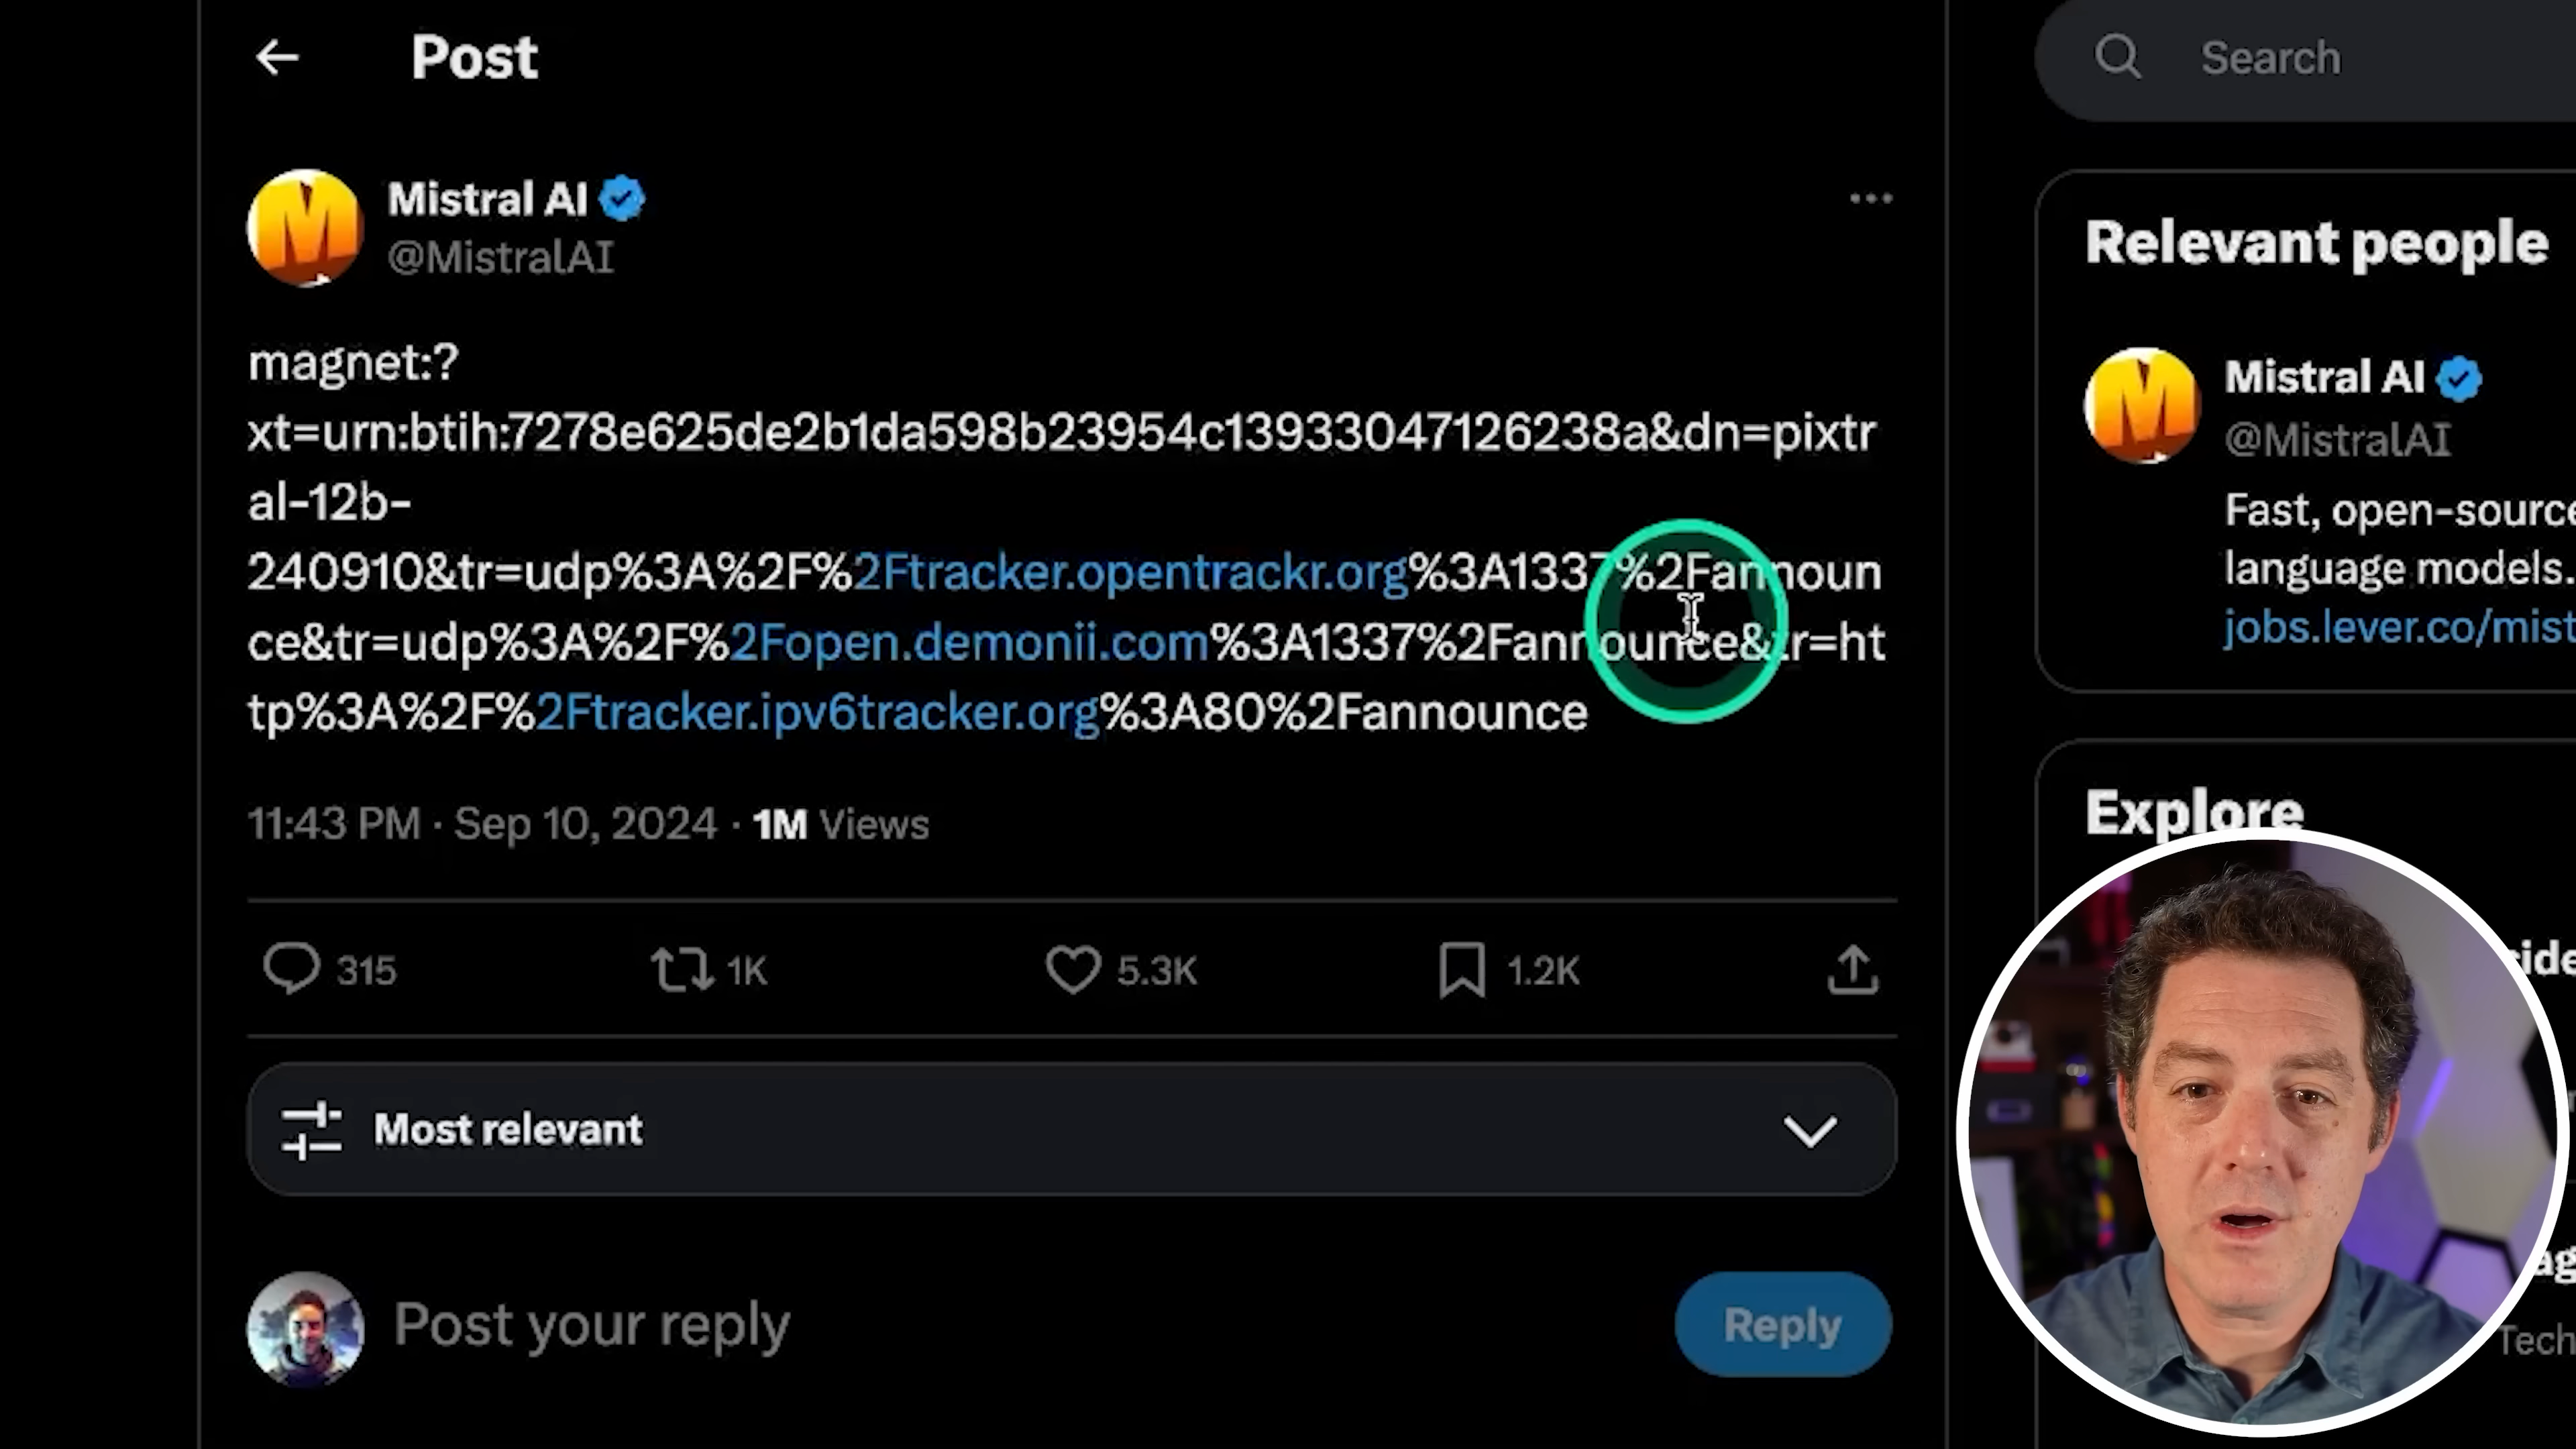 Post
Search
Mistral AI
@MistralAI
magnet:?
xt=urn:btih:7278e625de2b1da598b23954c13933047126238a&dn=pixtr
al-12b-
240910&tr=udp%3A%2F%2Ftracker.opentrackr.org%3A1337%2Fannoun
ce&tr=udp%3A%2F%2Fopen.demonii.com%3A1337%2Fannounce&tr=ht
tp%3A%2F%2Ftracker.ipv6tracker.org%3A80%2Fannounce
11:43 PM · Sep 10, 2024 · 1M Views
315 1K 5.3K 1.2K
Most relevant
Post your reply
Reply
Relevant people
Mistral AI
@MistralAI
Fast, open-source
language models.
jobs.lever.co/mist
Explore
Tech